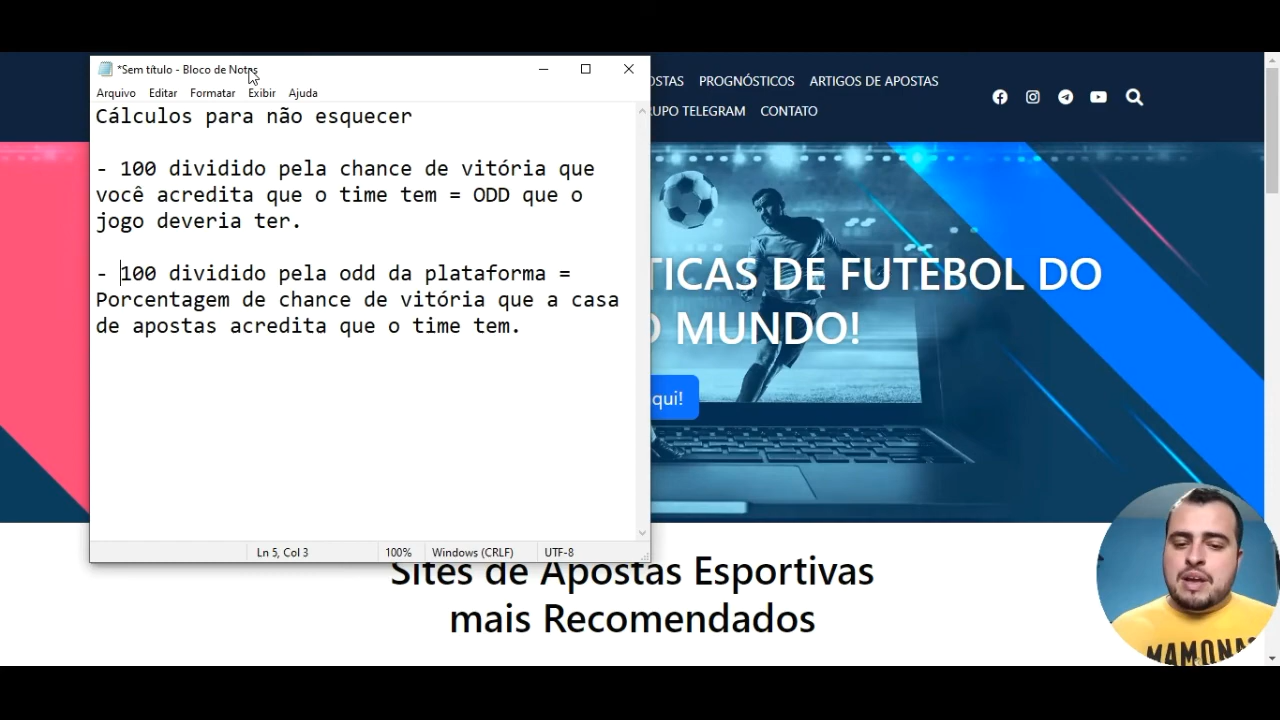 *Sem título - Bloco de Notas
Arquivo Editar Formatar Exibir Ajuda
Cálculos para não esquecer
- 100 dividido pela chance de vitória que
você acredita que o time tem = ODD que o
jogo deveria ter.
- 100 dividido pela odd da plataforma =
Porcentagem de chance de vitória que a casa
de apostas acredita que o time tem.
Ln 5, Col 3 100% Windows (CRLF) UTF-8
OSTAS PROGNÓSTICOS ARTIGOS DE APOSTAS
RUPO TELEGRAM CONTATO
TICAS DE FUTEBOL DO
O MUNDO!
qui!
Sites de Apostas Esportivas
mais Recomendados
MAMONAS